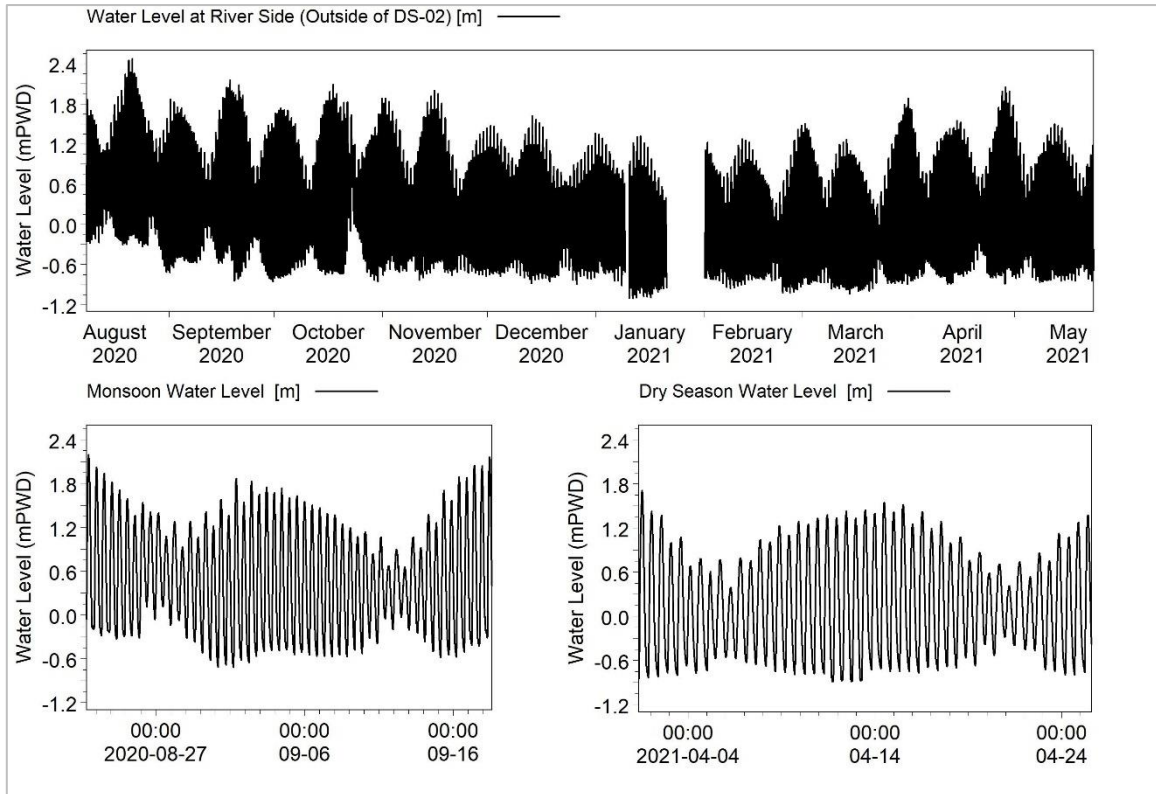 Water Level at River Side (Outside of DS-02) [m]
Water Level (mPWD)
2.4
1.8
1.2
0.6
0.0
-0.6
-1.2
August September October November December January February March April May
2020 2020 2020 2020 2020 2021 2021 2021 2021 2021
Monsoon Water Level [m]
Water Level (mPWD)
2.4
1.8
1.2
0.6
0.0
-0.6
-1.2
00:00 00:00 00:00
2020-08-27 09-06 09-16
Dry Season Water Level [m]
Water Level (mPWD)
2.4
1.8
1.2
0.6
0.0
-0.6
-1.2
00:00 00:00 00:00
2021-04-04 04-14 04-24